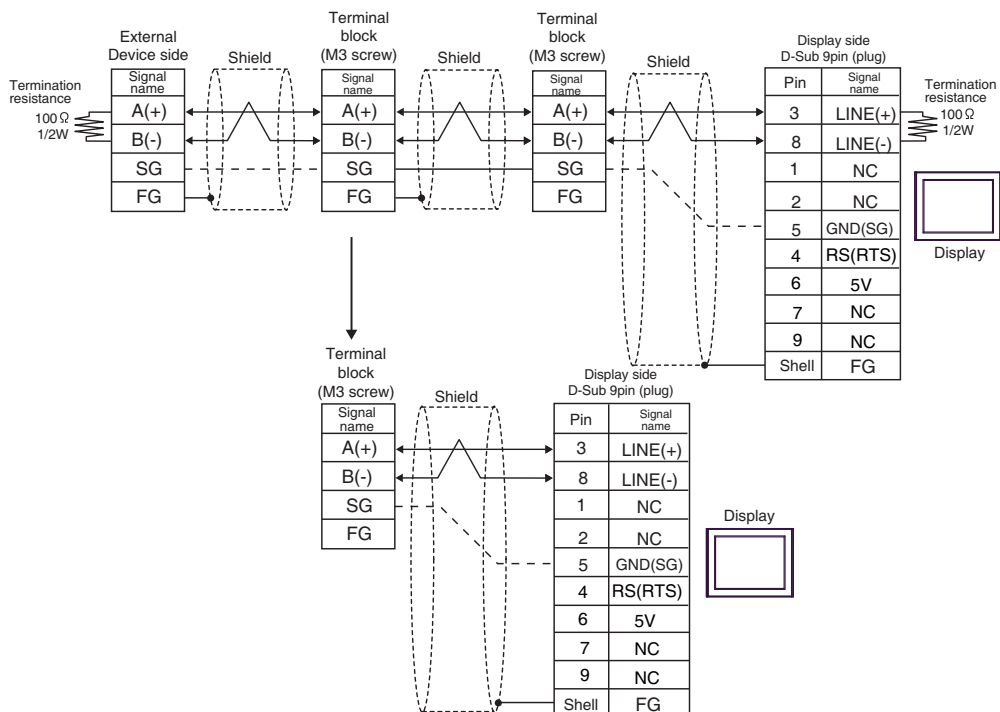 External
Device side
Signal
name
A(+)
B(-)
SG
FG
Termination
resistance
100 Ω
1/2W
Shield
Terminal
block
(M3 screw)
Signal
name
A(+)
B(-)
SG
FG
Shield
Terminal
block
(M3 screw)
Signal
name
A(+)
B(-)
SG
FG
Shield
Display side
D-Sub 9pin (plug)
Pin Signal name
3 LINE(+)
8 LINE(-)
1 NC
2 NC
5 GND(SG)
4 RS(RTS)
6 5V
7 NC
9 NC
Shell FG
Termination
resistance
100 Ω
1/2W
Display
Terminal
block
(M3 screw)
Signal
name
A(+)
B(-)
SG
FG
Shield
Display side
D-Sub 9pin (plug)
Pin Signal name
3 LINE(+)
8 LINE(-)
1 NC
2 NC
5 GND(SG)
4 RS(RTS)
6 5V
7 NC
9 NC
Shell FG
Display